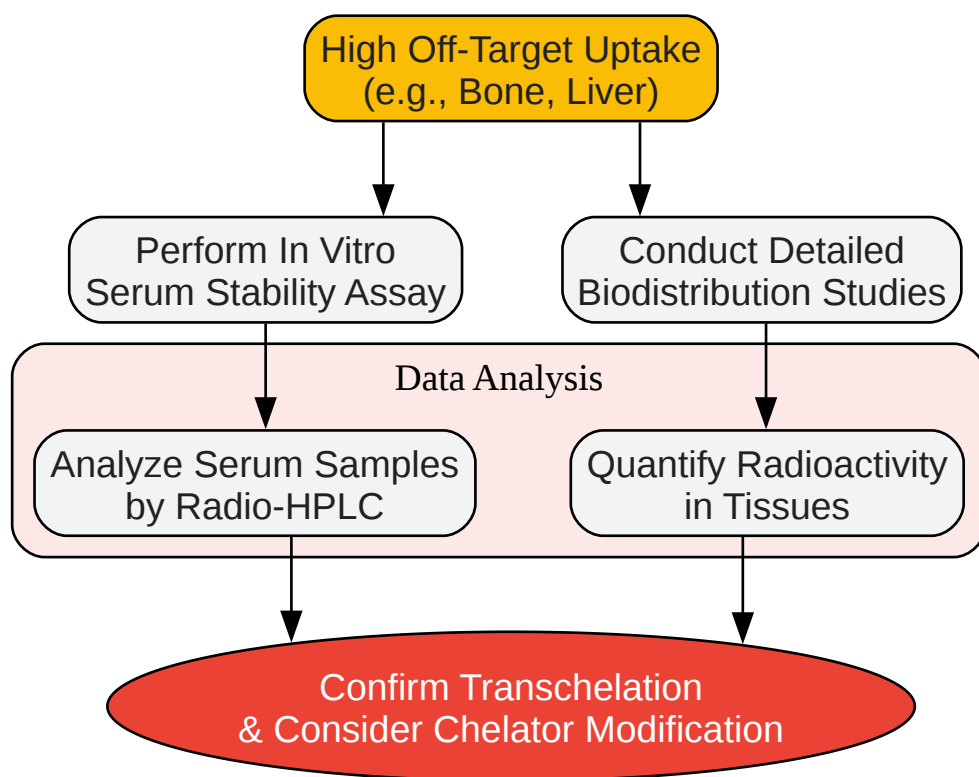 High Off-Target Uptake
(e.g., Bone, Liver)
Perform In Vitro
Serum Stability Assay
Conduct Detailed
Biodistribution Studies
Data Analysis
Analyze Serum Samples
by Radio-HPLC
Quantify Radioactivity
in Tissues
Confirm Transchelation
& Consider Chelator Modification